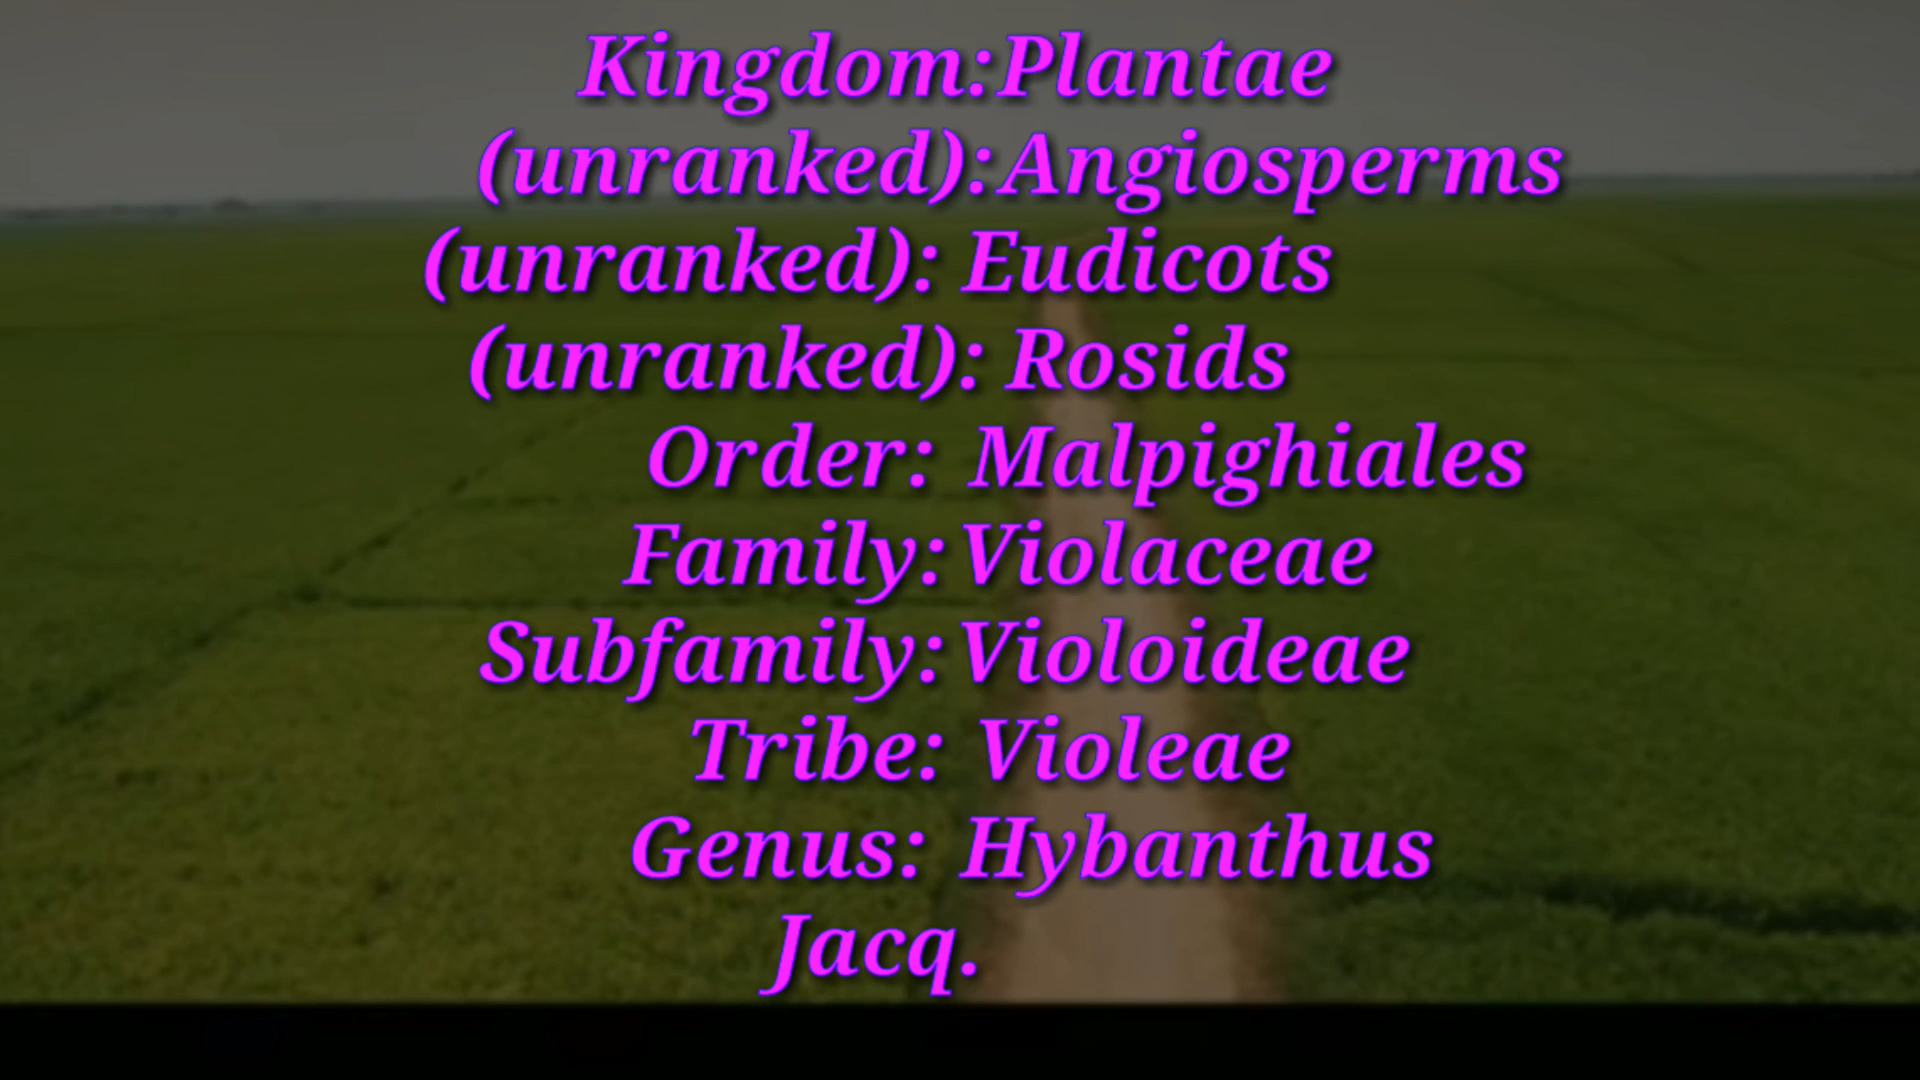 Kingdom:Plantae
(unranked):Angiosperms
(unranked): Eudicots
(unranked): Rosids
Order: Malpighiales
Family:Violaceae
Subfamily:Violoideae
Tribe: Violeae
Genus: Hybanthus
Jacq.